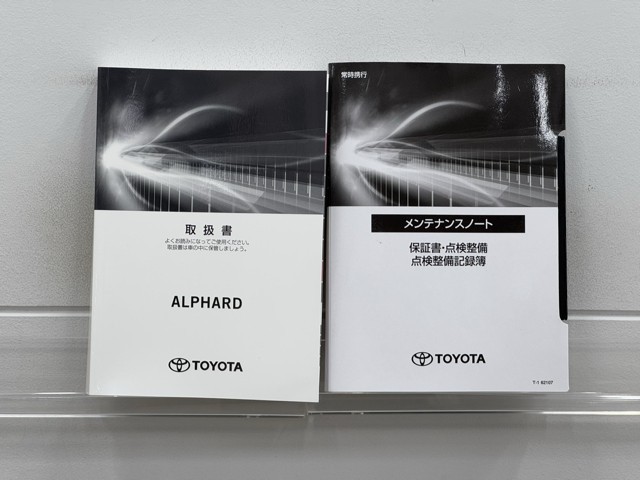 取扱書
よくお読みになってご使用ください。
取扱書は車の中に保管しましょう。
ALPHARD
TOYOTA
常時携行
メンテナンスノート
保証書・点検整備
点検整備記録簿
TOYOTA
T-1 62107